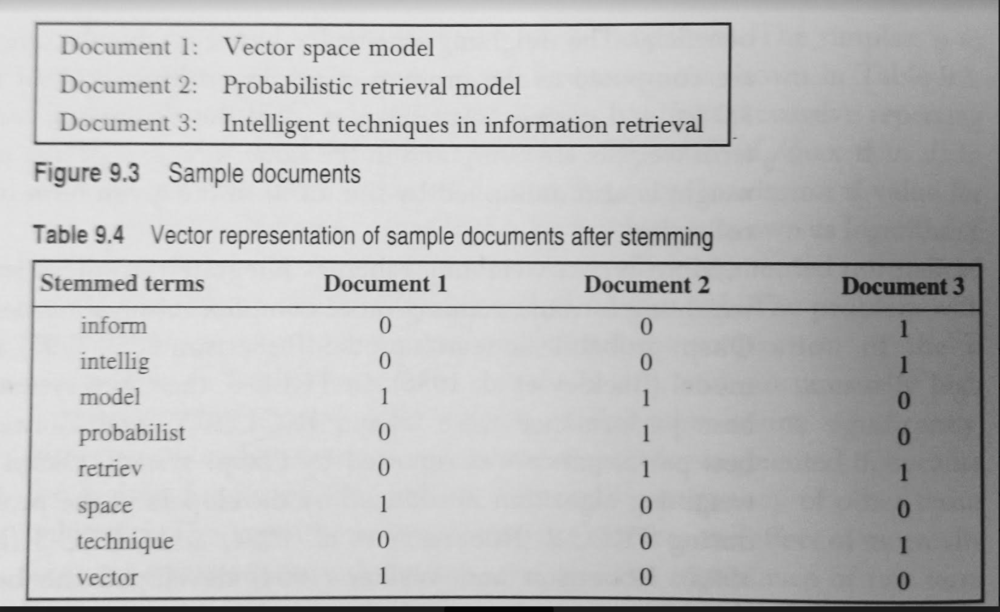 Document 1: Vector space model
Document 2: Probabilistic retrieval model
Document 3: Intelligent techniques in information retrieval
Figure 9.3 Sample documents
Table 9.4 Vector representation of sample documents after stemming
Stemmed terms Document 1 Document 2 Document 3
inform 0 0 1
intellig 0 0 1
model 1 1 0
probabilist 0 1 0
retriev 0 1 1
space 1 0 0
technique 0 0 1
vector 1 0 0